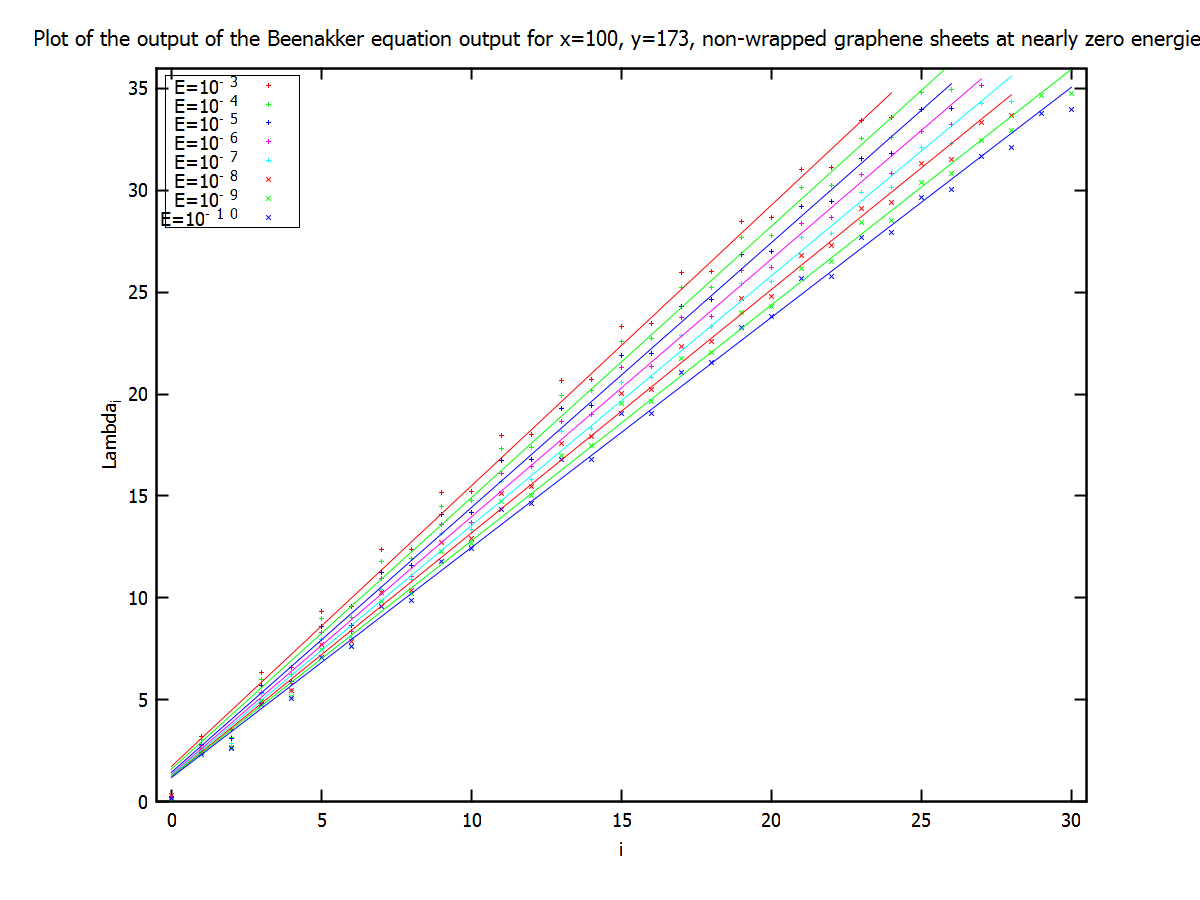 Plot of the output of the Beenakker equation output for x=100, y=173, non-wrapped graphene sheets at nearly zero energie
35
E=10- 3
E=10- 4
E=10- 5
E=10- 6
E=10- 7
E=10- 8
E=10- 9
E=10- 1 0
30
25
20
15
10
5
0
Lambdai
0 5 10 15 20 25 30
i